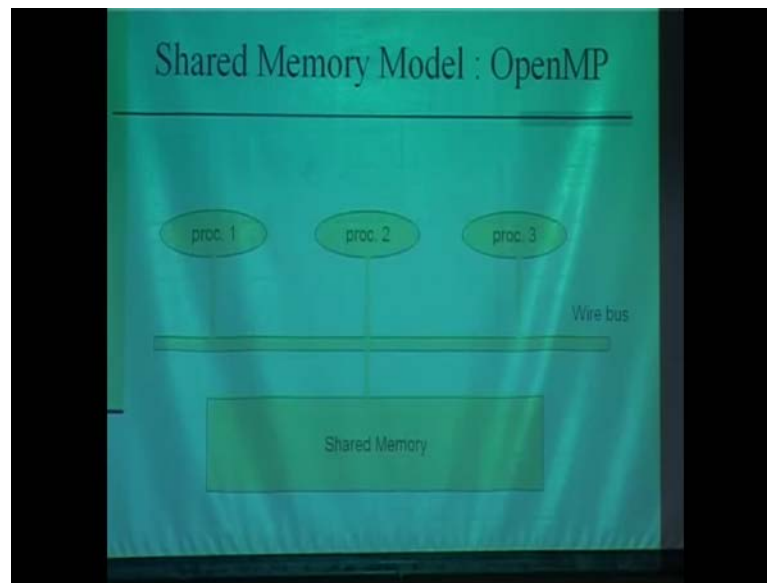 Shared Memory Model : OpenMP
proc. 1
proc. 2
proc. 3
Wire bus
Shared Memory